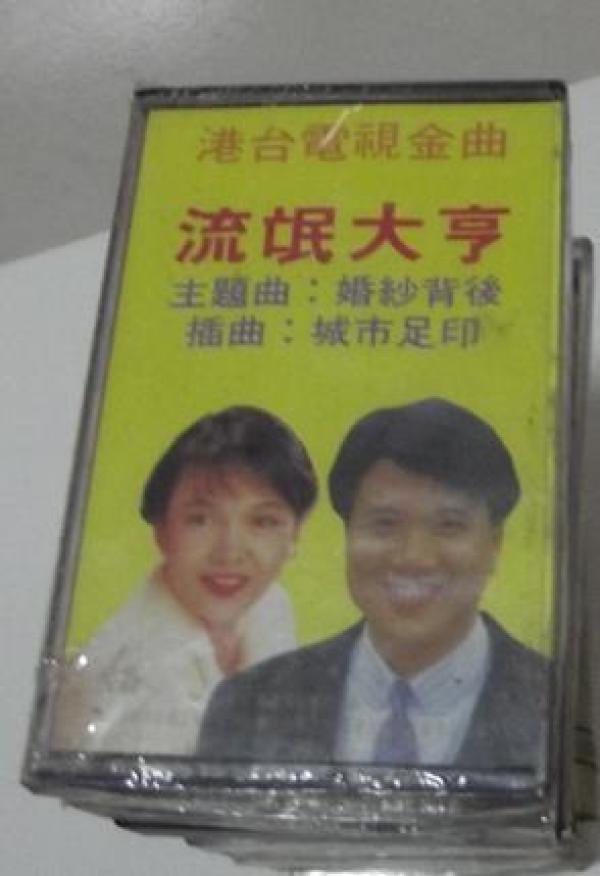 港台電視金曲
流氓大亨
主題曲：婚紗背後
插曲：城市足印